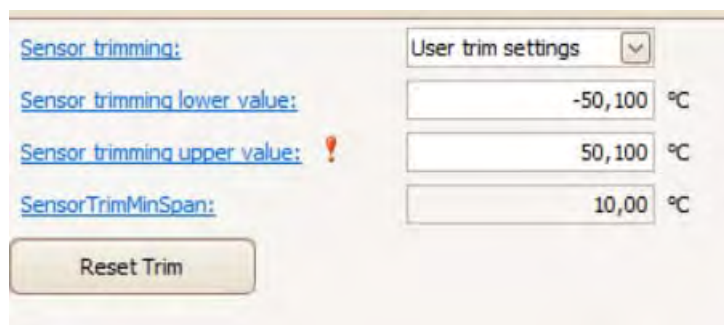 Sensor trimming: User trim settings
Sensor trimming lower value: -50,100 °C
Sensor trimming upper value: ! 50,100 °C
SensorTrimMinSpan: 10,00 °C
Reset Trim